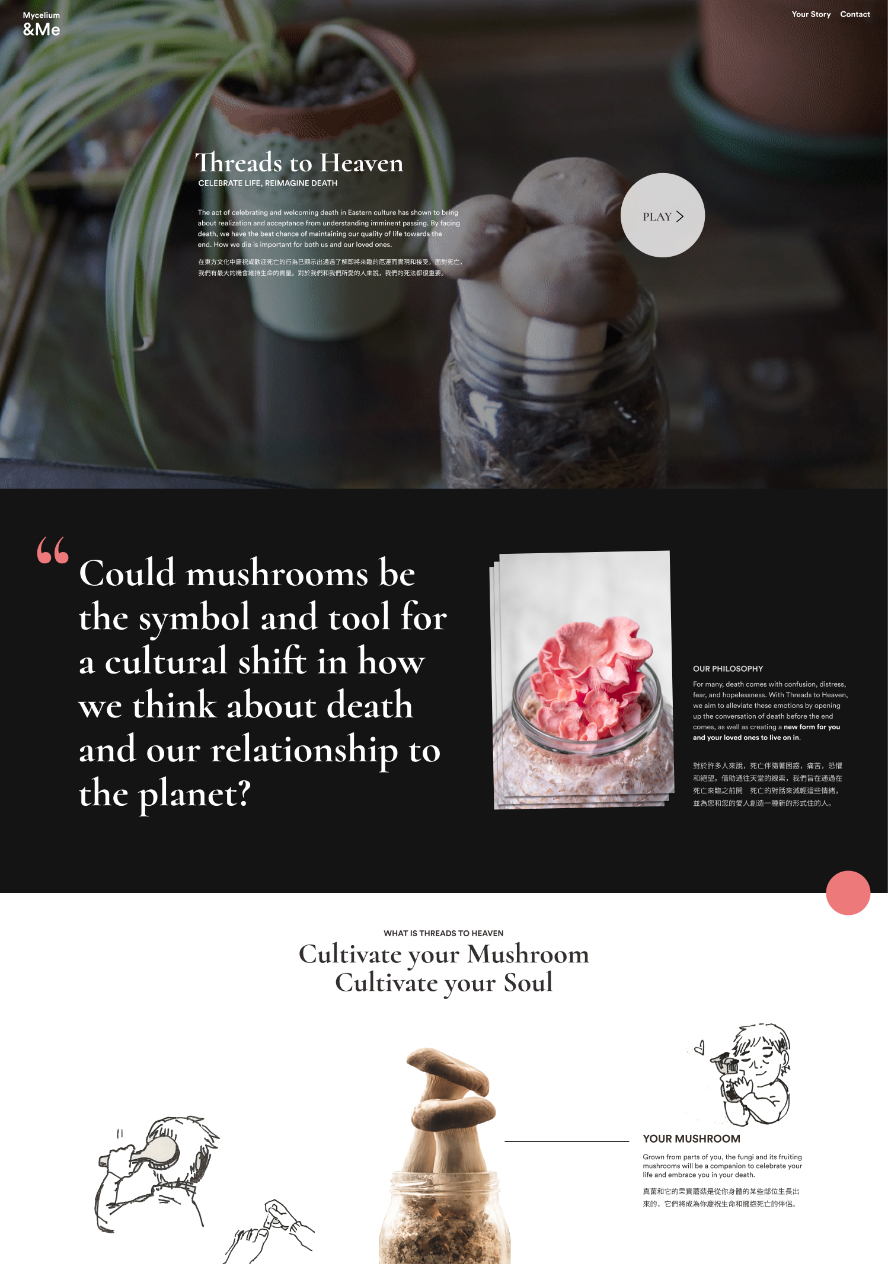 Mycelium
&Me
Your Story
Contact
Threads to Heaven
CELEBRATE LIFE, REIMAGINE DEATH
The act of celebrating and welcoming death in Eastern culture has shown to bring
about realization and acceptance from understanding imminent passing. By facing
death, we have the best chance of maintaining our quality of life towards the
end. How we die is important for both us and our loved ones.
在東方文化中慶祝或歡迎死亡的行為已顯示出通過了解即將來臨的厄運而實現和接受。面對死亡，
我們有最大的機會維持生命的質量。對於我們和我們所愛的人來說，我們的死法都很重要。
PLAY
“
Could mushrooms be
the symbol and tool for
a cultural shift in how
we think about death
and our relationship to
the planet?
OUR PHILOSOPHY
For many, death comes with confusion, distress,
fear, and hopelessness. With Threads to Heaven,
we aim to alleviate these emotions by opening
up the conversation of death before the end
comes, as well as creating a new form for you
and your loved ones to live on in.
對於許多人來說，死亡伴隨著困惑，痛苦，恐懼
和絕望。借助通往天堂的線索，我們旨在通過在
死亡來臨之前開 死亡的對話來減輕這些情緒，
並為您和您的愛人創造一種新的形式住的人。
WHAT IS THREADS TO HEAVEN
Cultivate your Mushroom
Cultivate your Soul
YOUR MUSHROOM
Grown from parts of you, the fungi and its fruiting
mushrooms will be a companion to celebrate your
life and embrace you in your death.
真菌和它的果實蘑菇是從你身體的某些部位生長出
來的，它們將成為你慶祝生命和擁抱死亡的伴侶。